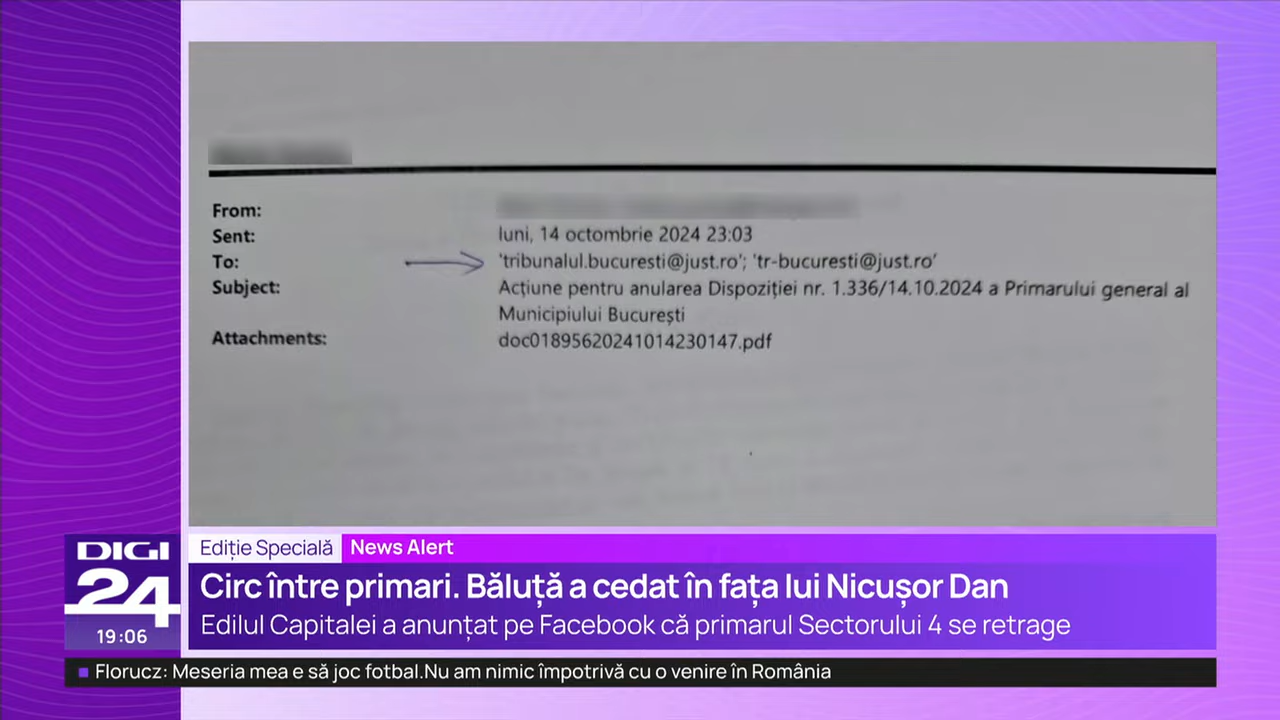 From:
Sent: luni, 14 octombrie 2024 23:03
To: 'tribunalul.bucuresti@just.ro'; 'tr-bucuresti@just.ro'
Subject: Acțiune pentru anularea Dispoziției nr. 1.336/14.10.2024 a Primarului general al
Municipiului București
Attachments: doc01895620241014230147.pdf
DIGI
24
19:06
Ediție Specială News Alert
Circ între primari. Băluță a cedat în fața lui Nicușor Dan
Edilul Capitalei a anunțat pe Facebook că primarul Sectorului 4 se retrage
Florucz: Meseria mea e să joc fotbal.Nu am nimic împotrivă cu o venire în România